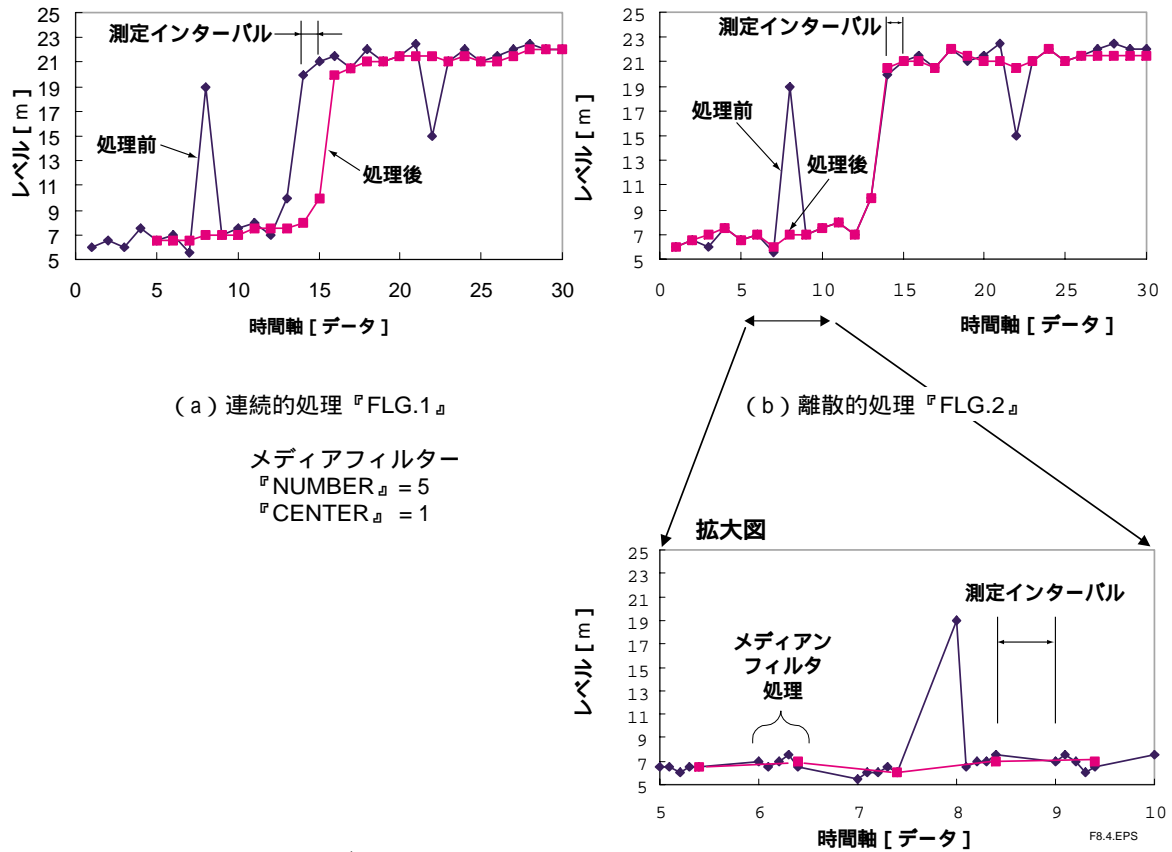 25
23
21
19
17
15
13
11
9
7
5
レベル [ m ]
測定インターバル
処理前
処理後
0 5 10 15 20 25 30
時間軸 [ データ ]
(a) 連続的処理『FLG.1』
メディアフィルター
『NUMBER』= 5
『CENTER』 = 1
25
23
21
19
17
15
13
11
9
7
5
レベル [ m ]
測定インターバル
処理前
処理後
0 5 10 15 20 25 30
時間軸 [ データ ]
(b) 離散的処理『FLG.2』
拡大図
25
23
21
19
17
15
13
11
9
7
5
レベル [ m ]
測定インターバル
メディアン
フィルタ
処理
5 6 7 8 9 10
時間軸 [ データ ]
F8.4.EPS